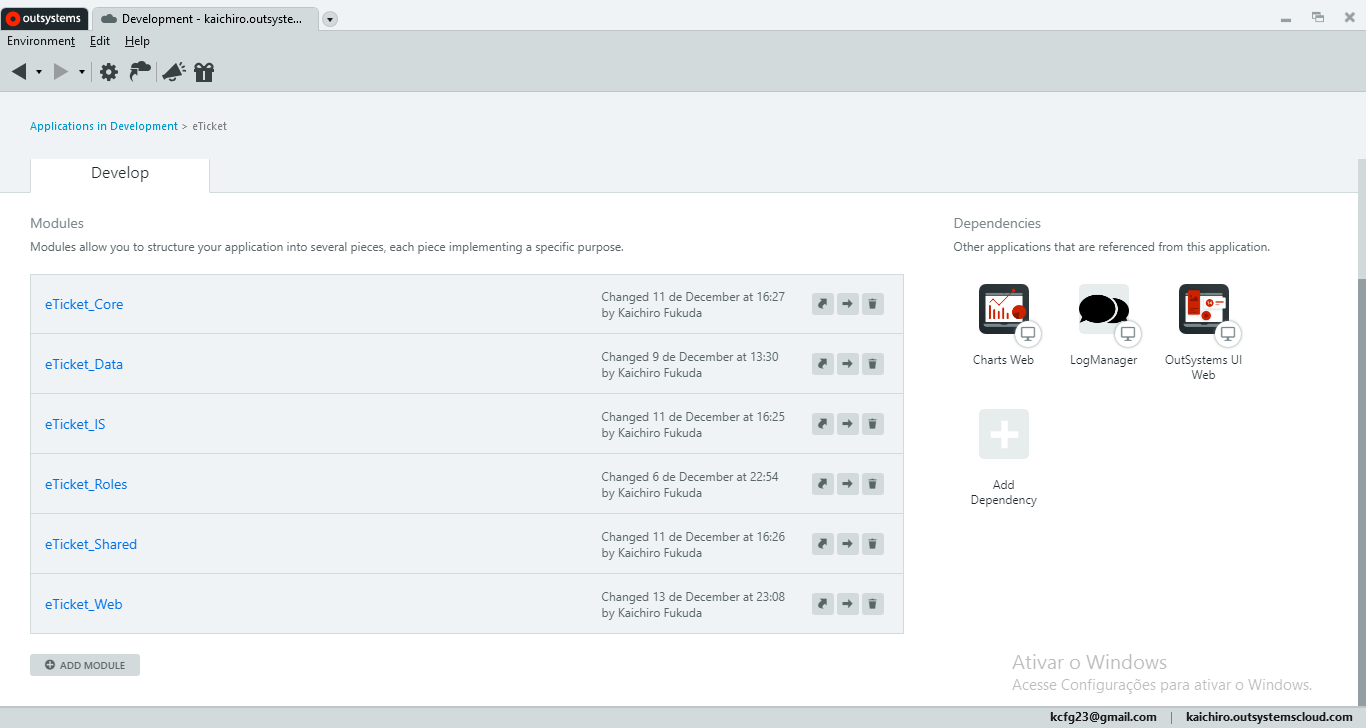 outsystems
Development - kaichiro.outsyste...
Environment Edit Help
Applications in Development > eTicket
Develop
Modules
Modules allow you to structure your application into several pieces, each piece implementing a specific purpose.
eTicket_Core
Changed 11 de December at 16:27
by Kaichiro Fukuda
eTicket_Data
Changed 9 de December at 13:30
by Kaichiro Fukuda
eTicket_IS
Changed 11 de December at 16:25
by Kaichiro Fukuda
eTicket_Roles
Changed 6 de December at 22:54
by Kaichiro Fukuda
eTicket_Shared
Changed 11 de December at 16:26
by Kaichiro Fukuda
eTicket_Web
Changed 13 de December at 23:08
by Kaichiro Fukuda
ADD MODULE
Dependencies
Other applications that are referenced from this application.
Charts Web
LogManager
OutSystems UI
Web
Add
Dependency
Ativar o Windows
Acesse Configurações para ativar o Windows.
kcfg23@gmail.com | kaichiro.outsystemscloud.com